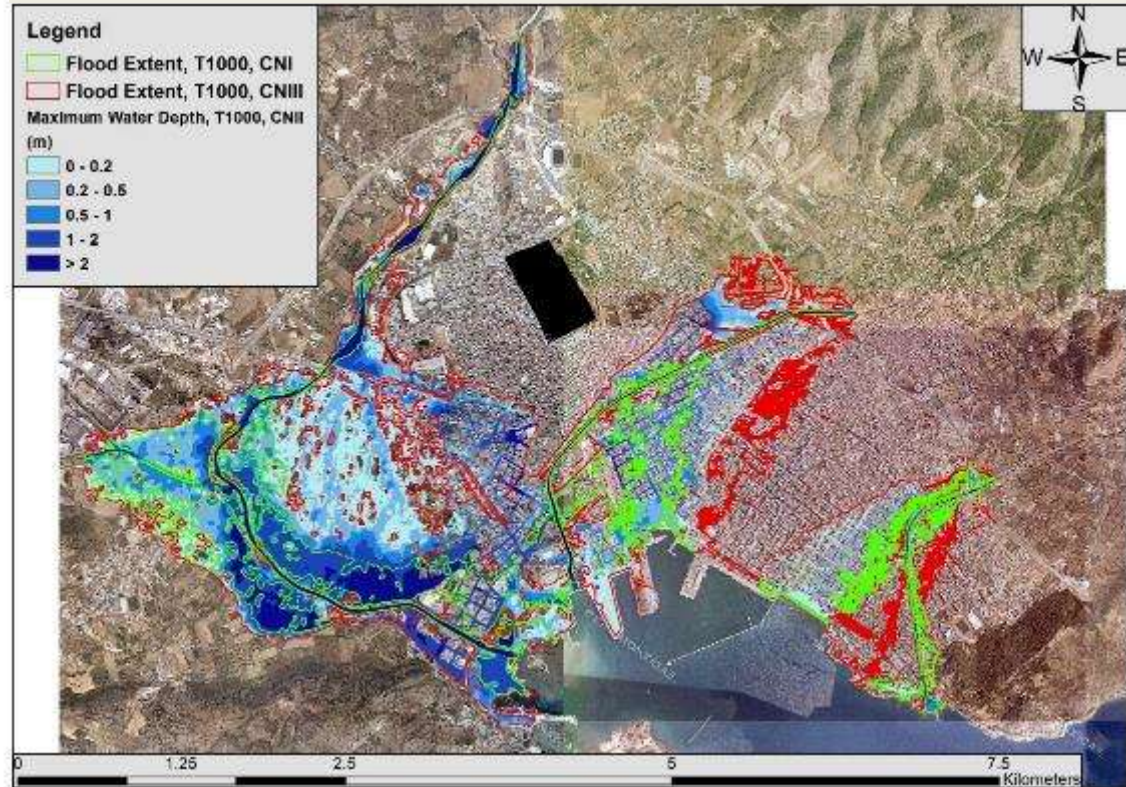 Legend
Flood Extent, T1000, CNI
Flood Extent, T1000, CNIII
Maximum Water Depth, T1000, CNII
(m)
0 - 0.2
0.2 - 0.5
0.5 - 1
1 - 2
> 2
N
W E
S
0 1.25 2.5 5 7.5
Kilometers